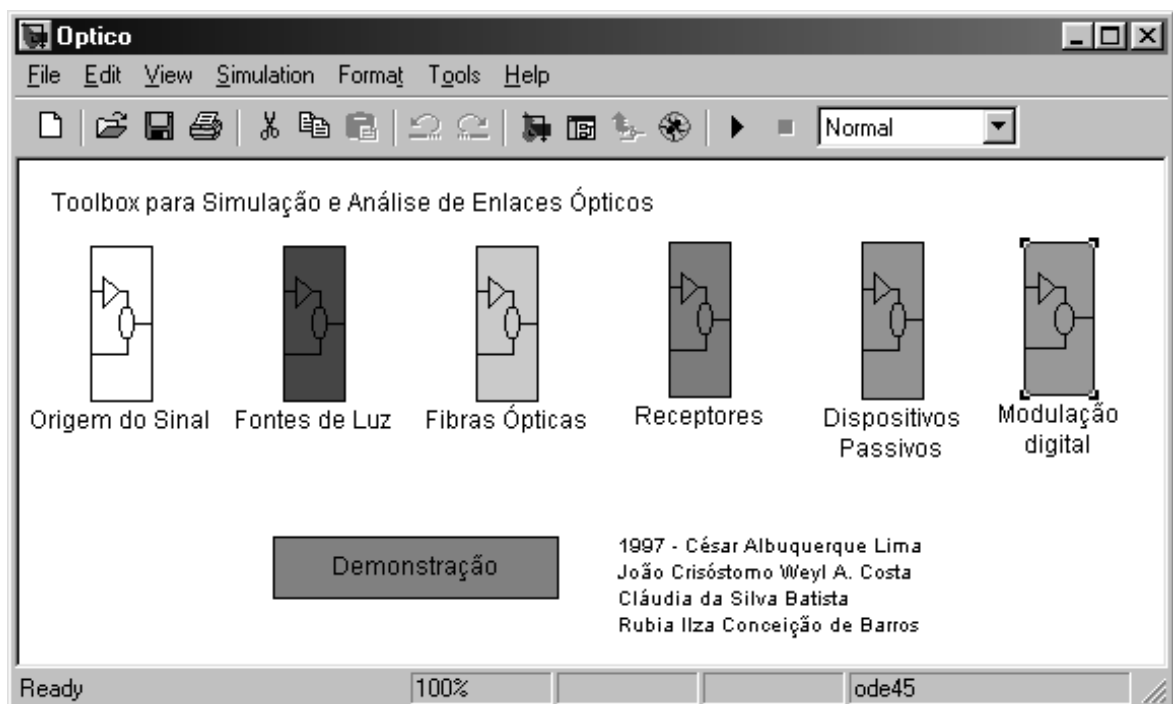 Optico
File Edit View Simulation Format Tools Help
Normal
Toolbox para Simulação e Análise de Enlaces Ópticos
Origem do Sinal
Fontes de Luz
Fibras Ópticas
Receptores
Dispositivos
Passivos
Modulação
digital
Demonstração
1997 - César Albuquerque Lima
João Crisóstomo Weyl A. Costa
Cláudia da Silva Batista
Rubia Ilza Conceição de Barros
Ready 100% ode45